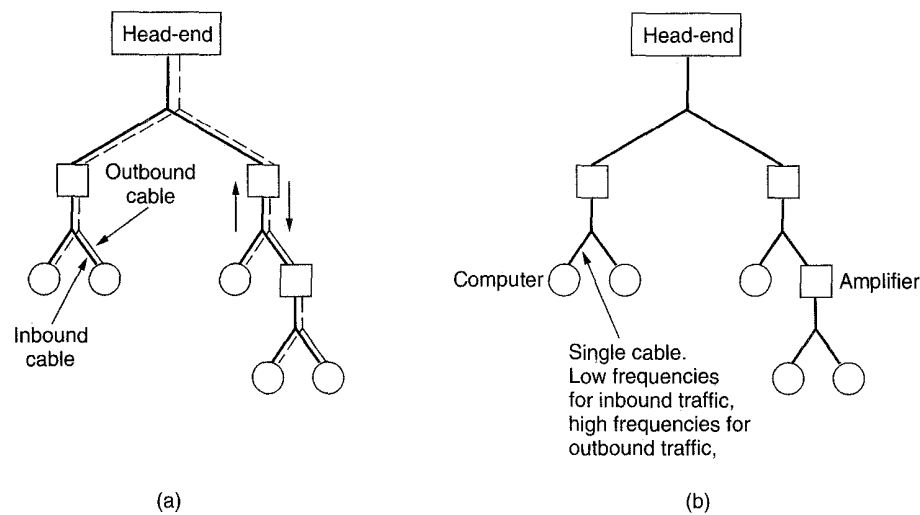 Head-end
Outbound
cable
Inbound
cable
(a)
Head-end
Computer
Amplifier
Single cable.
Low frequencies
for inbound traffic,
high frequencies for
outbound traffic,
(b)